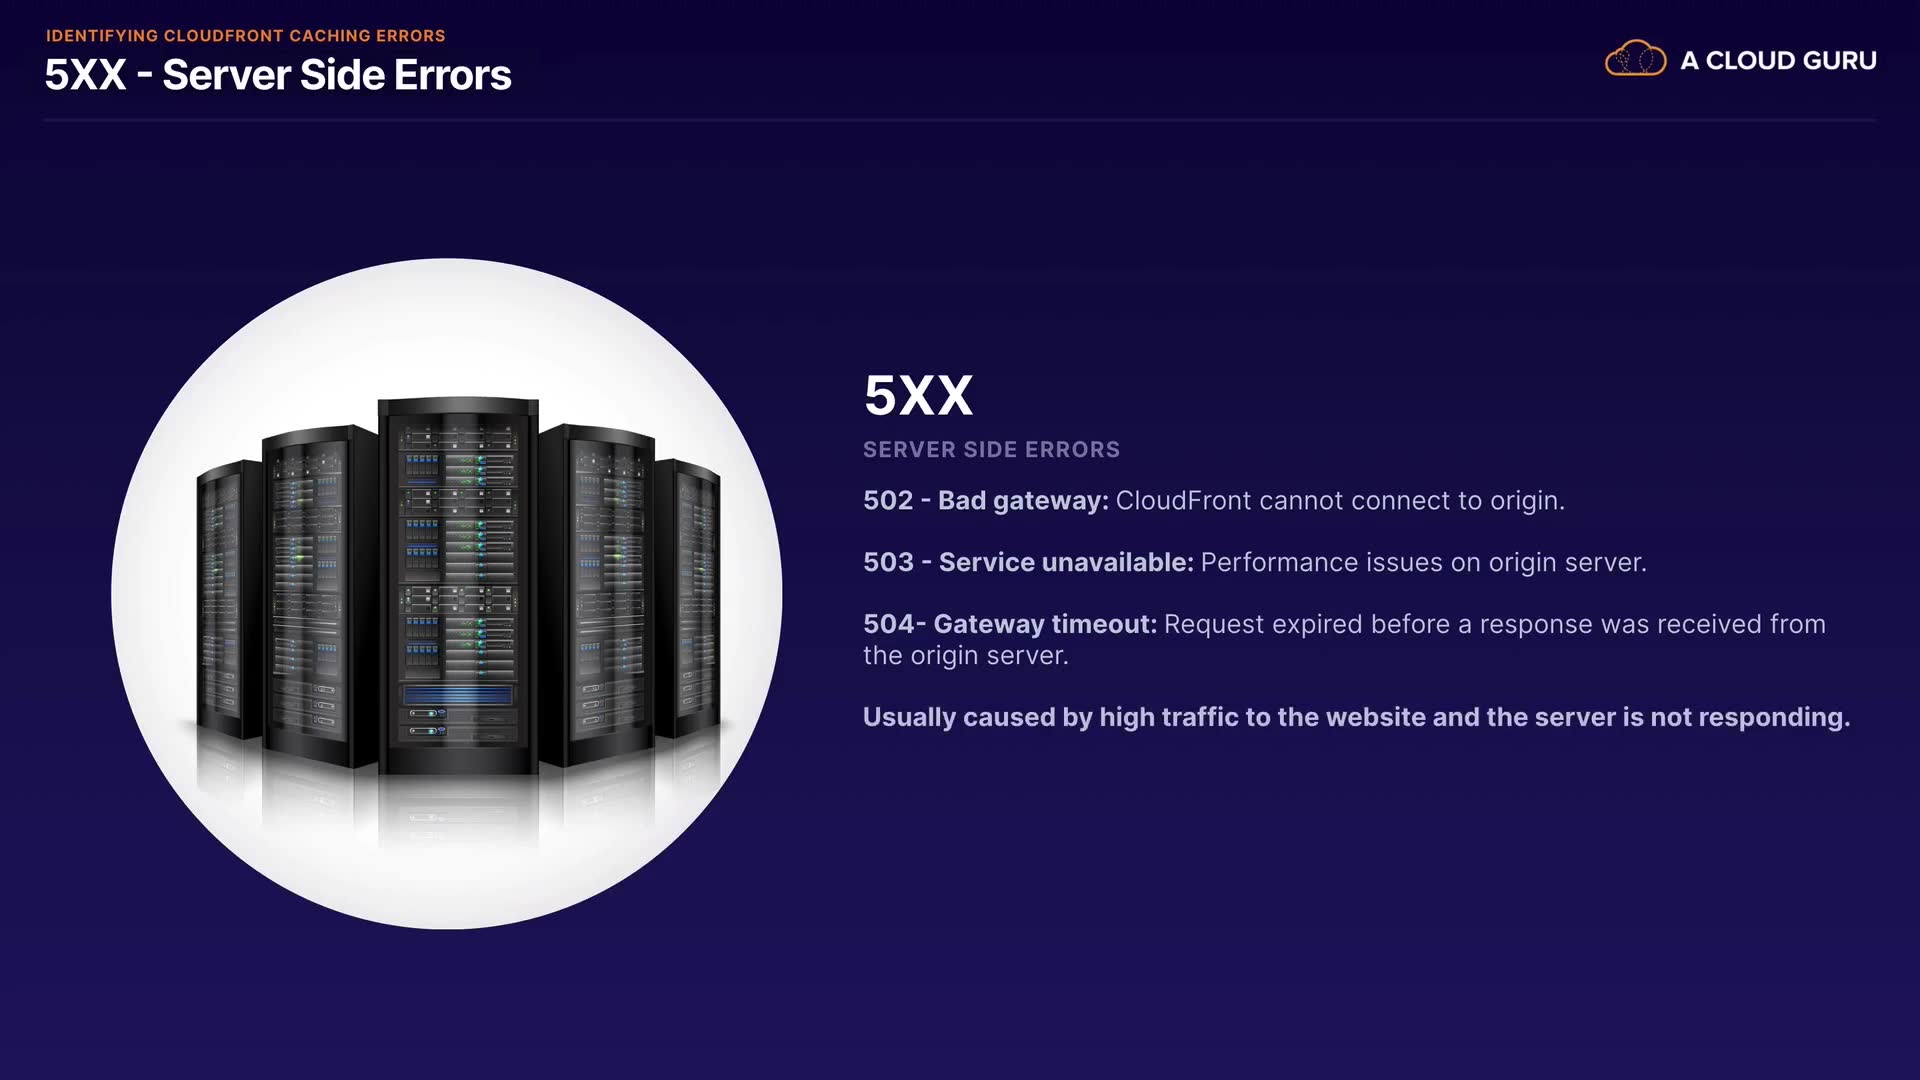 IDENTIFYING CLOUDFRONT CACHING ERRORS
5XX - Server Side Errors
A CLOUD GURU
5XX
SERVER SIDE ERRORS
502 - Bad gateway: CloudFront cannot connect to origin.
503 - Service unavailable: Performance issues on origin server.
504- Gateway timeout: Request expired before a response was received from
the origin server.
Usually caused by high traffic to the website and the server is not responding.